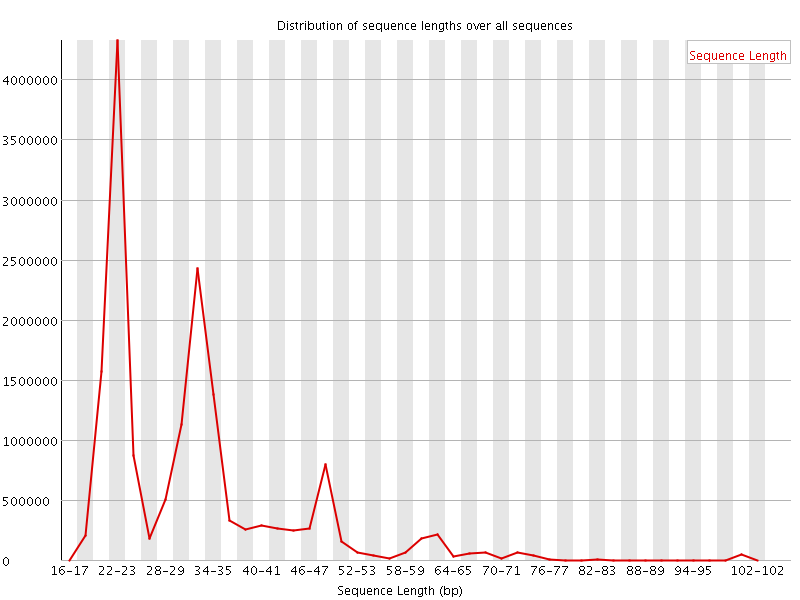 Distribution of sequence lengths over all sequences
Sequence Length
4000000
3500000
3000000
2500000
2000000
1500000
1000000
500000
0
16-17 22-23 28-29 34-35 40-41 46-47 52-53 58-59 64-65 70-71 76-77 82-83 88-89 94-95 102-102
Sequence Length (bp)